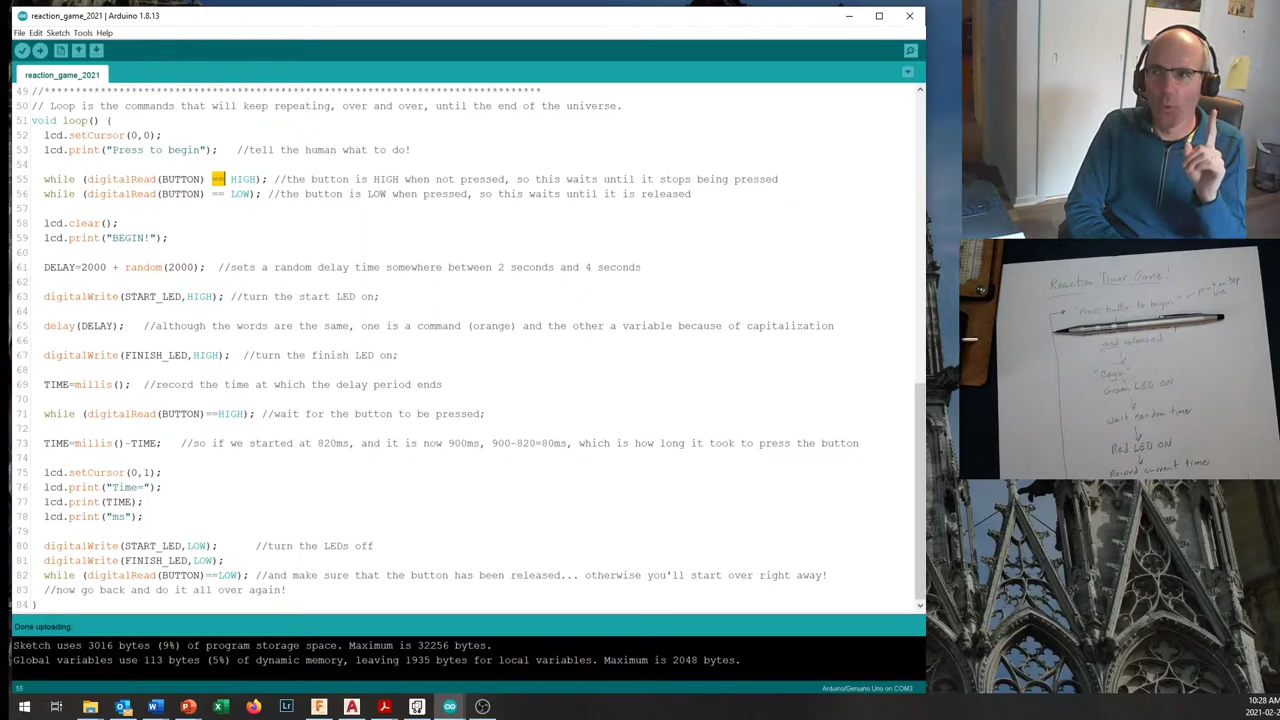 reaction_game_2021 | Arduino 1.8.13
File Edit Sketch Tools Help
reaction_game_2021
49 //********************************************************************************
50 // Loop is the commands that will keep repeating, over and over, until the end of the universe.
51 void loop() {
52 lcd.setCursor(0,0);
53 lcd.print("Press to begin"); //tell the human what to do!
54
55 while (digitalRead(BUTTON) == HIGH); //the button is HIGH when not pressed, so this waits until it stops being pressed
56 while (digitalRead(BUTTON) == LOW); //the button is LOW when pressed, so this waits until it is released
57
58 lcd.clear();
59 lcd.print("BEGIN!");
60
61 DELAY=2000 + random(2000); //sets a random delay time somewhere between 2 seconds and 4 seconds
62
63 digitalWrite(START_LED,HIGH); //turn the start LED on;
64
65 delay(DELAY); //although the words are the same, one is a command (orange) and the other a variable because of capitalization
66
67 digitalWrite(FINISH_LED,HIGH); //turn the finish LED on;
68
69 TIME=millis(); //record the time at which the delay period ends
70
71 while (digitalRead(BUTTON)==HIGH); //wait for the button to be pressed;
72
73 TIME=millis()-TIME; //so if we started at 820ms, and it is now 900ms, 900-820=80ms, which is how long it took to press the button
74
75 lcd.setCursor(0,1);
76 lcd.print("Time=");
77 lcd.print(TIME);
78 lcd.print("ms");
79
80 digitalWrite(START_LED,LOW); //turn the LEDs off
81 digitalWrite(FINISH_LED,LOW);
82 while (digitalRead(BUTTON)==LOW); //and make sure that the button has been released... otherwise you'll start over right away!
83 //now go back and do it all over again!
84 }
Done uploading.
Sketch uses 3016 bytes (9%) of program storage space. Maximum is 32256 bytes.
Global variables use 113 bytes (5%) of dynamic memory, leaving 1935 bytes for local variables. Maximum is 2048 bytes.
55
Arduino/Genuino Uno on COM3
Reaction Timer Game!
"Press button to begin
and released
"Begin"
Green LED ON
Wait random timer
Red LED ON
Record current timer
10:28 AM
2021-02-2